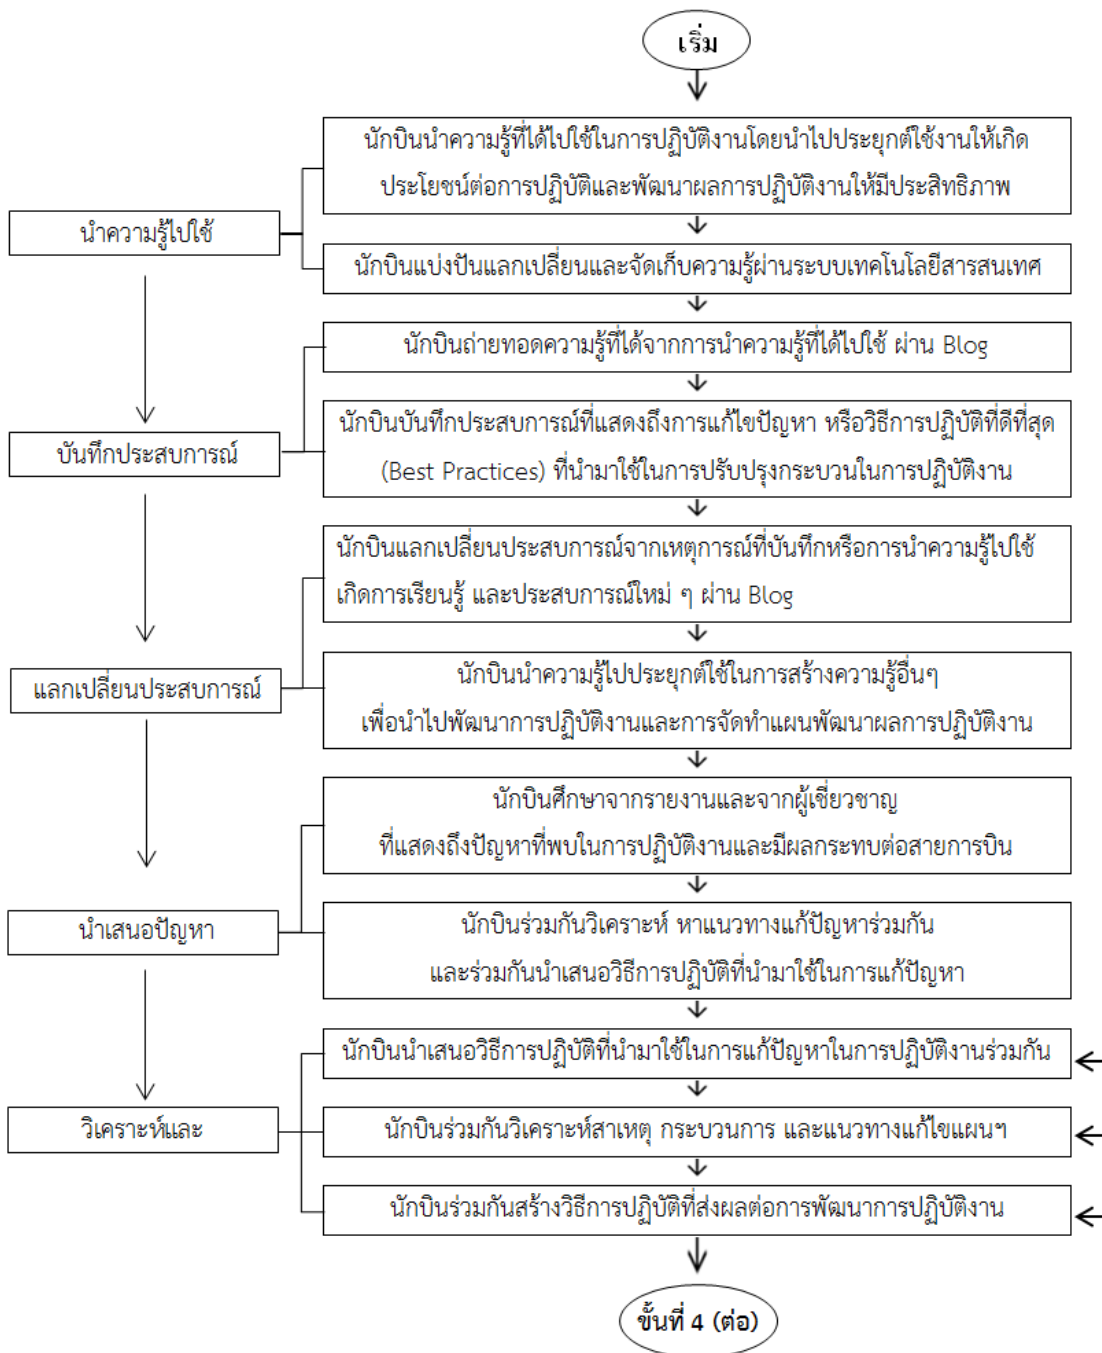 เริ่ม
นักบินนำความรู้ที่ได้ไปใช้ในการปฏิบัติงานโดยนำไปประยุกต์ใช้งานให้เกิด
ประโยชน์ต่อการปฏิบัติและพัฒนาผลการปฏิบัติงานให้มีประสิทธิภาพ
นำความรู้ไปใช้
นักบินแบ่งปันแลกเปลี่ยนและจัดเก็บความรู้ผ่านระบบเทคโนโลยีสารสนเทศ
นักบินถ่ายทอดความรู้ที่ได้จากการนำความรู้ที่ได้ไปใช้ ผ่าน Blog
นักบินบันทึกประสบการณ์ที่แสดงถึงการแก้ไขปัญหา หรือวิธีการปฏิบัติที่ดีที่สุด
(Best Practices) ที่นำมาใช้ในการปรับปรุงกระบวนในการปฏิบัติงาน
บันทึกประสบการณ์
นักบินแลกเปลี่ยนประสบการณ์จากเหตุการณ์ที่บันทึกหรือการนำความรู้ไปใช้
เกิดการเรียนรู้ และประสบการณ์ใหม่ ๆ ผ่าน Blog
แลกเปลี่ยนประสบการณ์
นักบินนำความรู้ไปประยุกต์ใช้ในการสร้างความรู้อื่นๆ
เพื่อนำไปพัฒนาการปฏิบัติงานและการจัดทำแผนพัฒนาผลการปฏิบัติงาน
นักบินศึกษาจากรายงานและจากผู้เชี่ยวชาญ
ที่แสดงถึงปัญหาที่พบในการปฏิบัติงานและมีผลกระทบต่อสายการบิน
นำเสนอปัญหา
นักบินร่วมกันวิเคราะห์ หาแนวทางแก้ปัญหาร่วมกัน
และร่วมกันนำเสนอวิธีการปฏิบัติที่นำมาใช้ในการแก้ปัญหา
นักบินนำเสนอวิธีการปฏิบัติที่นำมาใช้ในการแก้ปัญหาในการปฏิบัติงานร่วมกัน
วิเคราะห์และ
นักบินร่วมกันวิเคราะห์สาเหตุ กระบวนการ และแนวทางแก้ไขแผนฯ
นักบินร่วมกันสร้างวิธีการปฏิบัติที่ส่งผลต่อการพัฒนาการปฏิบัติงาน
ขั้นที่ 4 (ต่อ)